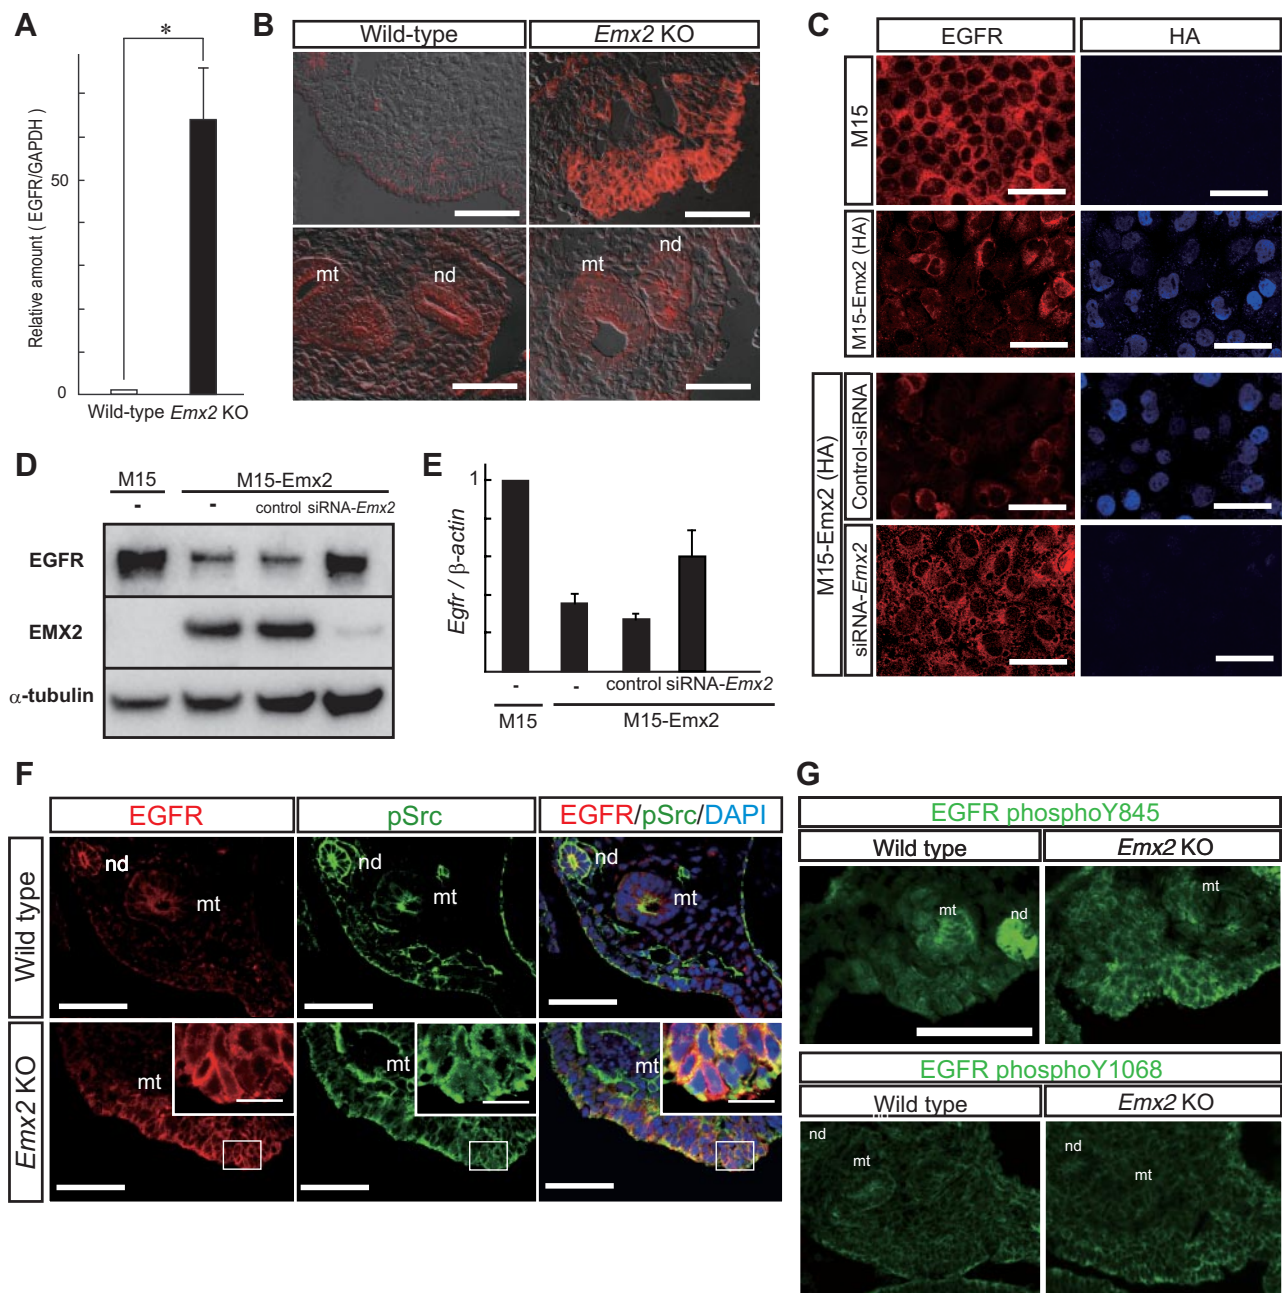 A
*
Relative amount ( EGFR/GAPDH )
50
0
Wild-type Emx2 KO
B
Wild-type Emx2 KO
mt nd
mt nd
C
EGFR HA
M15
M15-Emx2 (HA)
M15-Emx2 (HA)
Control-siRNA
siRNA-Emx2
D
M15 M15-Emx2
- - control siRNA-Emx2
EGFR
EMX2
α-tubulin
E
1
Egfr / β-actin
- - control siRNA-Emx2
M15 M15-Emx2
F
EGFR pSrc EGFR/pSrc/DAPI
Wild type
nd mt
nd mt
nd mt
Emx2 KO
mt
mt
mt
G
EGFR phosphoY845
Wild type Emx2 KO
mt nd
mt
EGFR phosphoY1068
Wild type Emx2 KO
nd mt
nd mt